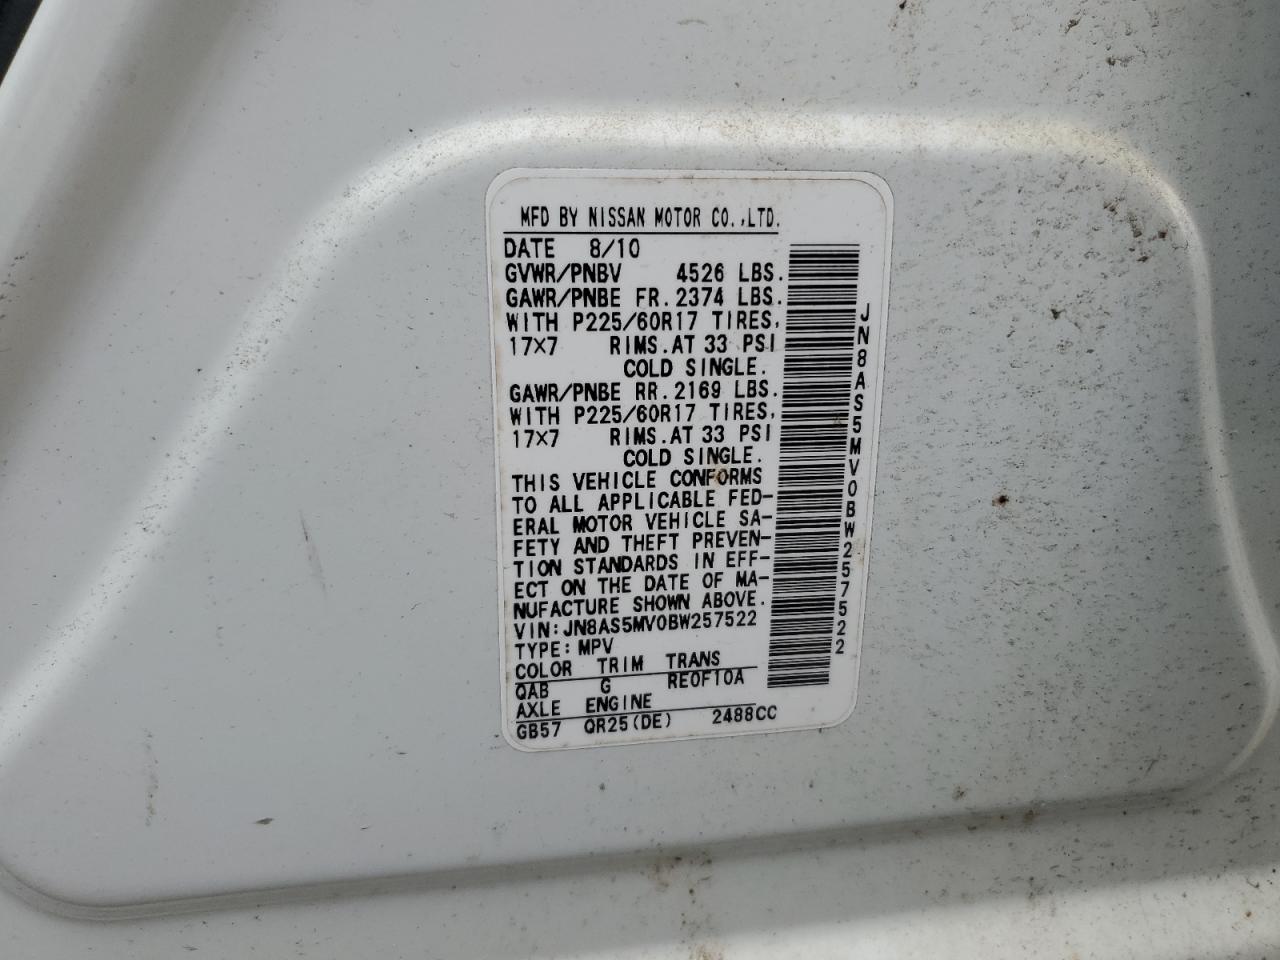 MFD BY NISSAN MOTOR CO.,LTD.
DATE 8/10
GVWR/PNBV 4526 LBS.
GAWR/PNBE FR. 2374 LBS.
WITH P225/60R17 TIRES,
17×7 RIMS. AT 33 PSI
COLD SINGLE.
GAWR/PNBE RR. 2169 LBS.
WITH P225/60R17 TIRES,
17×7 RIMS. AT 33 PSI
COLD SINGLE.
THIS VEHICLE CONFORMS
TO ALL APPLICABLE FED-
ERAL MOTOR VEHICLE SA-
FETY AND THEFT PREVEN-
TION STANDARDS IN EFF-
ECT ON THE DATE OF MA-
NUFACTURE SHOWN ABOVE.
VIN: JN8AS5MV0BW257522
TYPE: MPV
COLOR TRIM TRANS
QAB G RE0F10A
AXLE ENGINE
GB57 QR25(DE) 2488CC
JN8AS5MV0BW257522